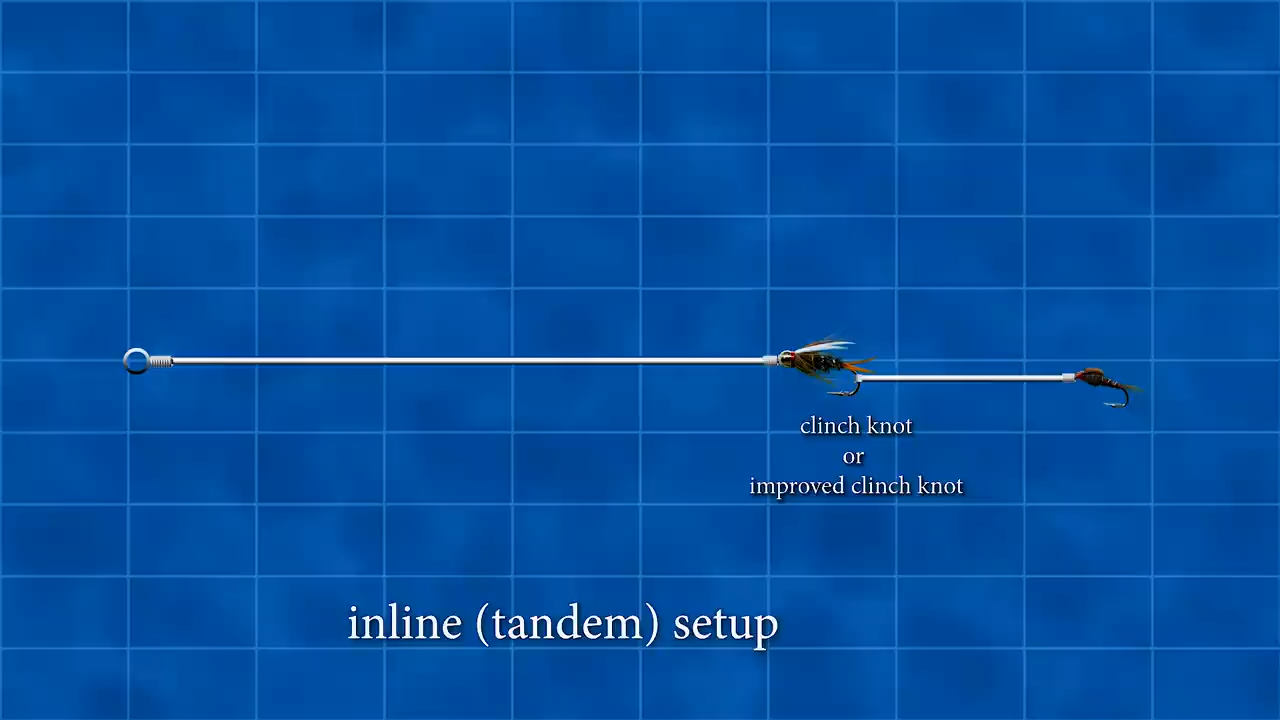 clinch knot
or
improved clinch knot
inline (tandem) setup